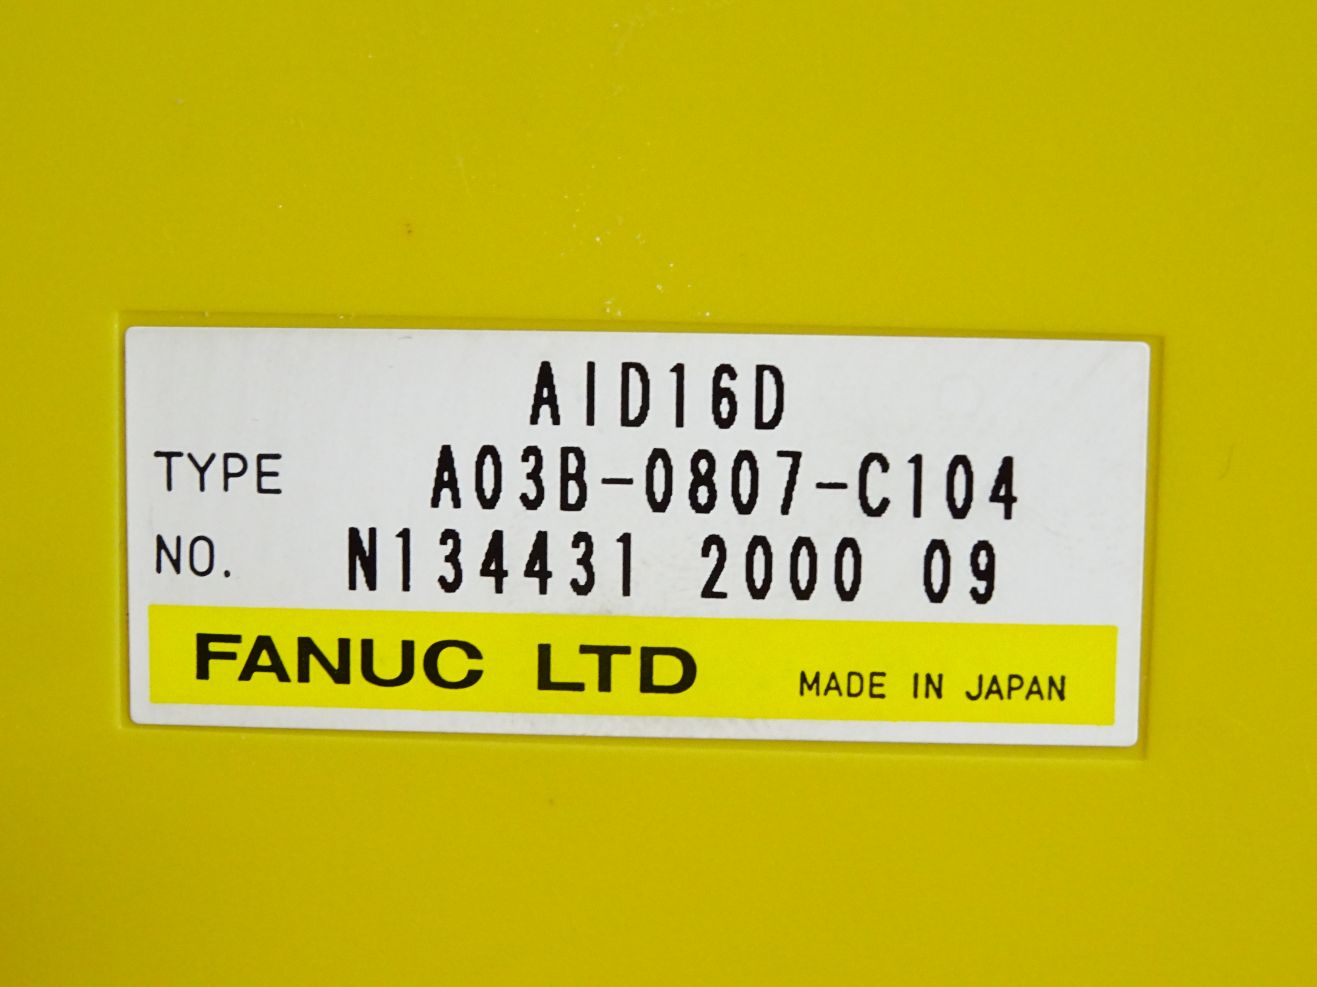 AID16D
TYPE A03B-0807-C104
NO. N134431 2000 09
FANUC LTD MADE IN JAPAN